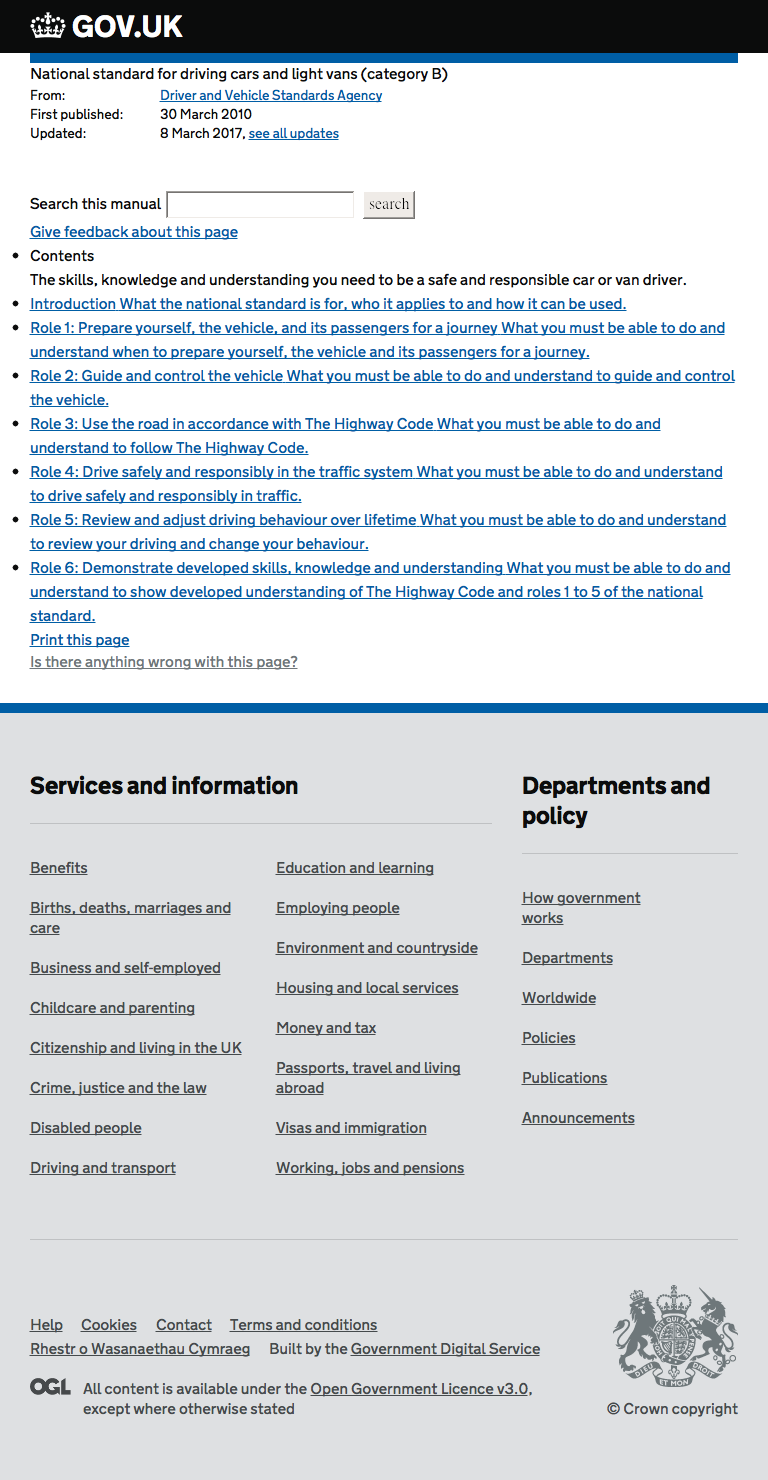 GOV.UK
National standard for driving cars and light vans (category B)
From: Driver and Vehicle Standards Agency
First published: 30 March 2010
Updated: 8 March 2017, see all updates
Search this manual search
Give feedback about this page
Contents
The skills, knowledge and understanding you need to be a safe and responsible car or van driver.
Introduction What the national standard is for, who it applies to and how it can be used.
Role 1: Prepare yourself, the vehicle, and its passengers for a journey What you must be able to do and
understand when to prepare yourself, the vehicle and its passengers for a journey.
Role 2: Guide and control the vehicle What you must be able to do and understand to guide and control
the vehicle.
Role 3: Use the road in accordance with The Highway Code What you must be able to do and
understand to follow The Highway Code.
Role 4: Drive safely and responsibly in the traffic system What you must be able to do and understand
to drive safely and responsibly in traffic.
Role 5: Review and adjust driving behaviour over lifetime What you must be able to do and understand
to review your driving and change your behaviour.
Role 6: Demonstrate developed skills, knowledge and understanding What you must be able to do and
understand to show developed understanding of The Highway Code and roles 1 to 5 of the national
standard.
Print this page
Is there anything wrong with this page?
Services and information
Benefits
Births, deaths, marriages and
care
Business and self-employed
Childcare and parenting
Citizenship and living in the UK
Crime, justice and the law
Disabled people
Driving and transport
Education and learning
Employing people
Environment and countryside
Housing and local services
Money and tax
Passports, travel and living
abroad
Visas and immigration
Working, jobs and pensions
Departments and
policy
How government
works
Departments
Worldwide
Policies
Publications
Announcements
Help Cookies Contact Terms and conditions
Rhestr o Wasanaethau Cymraeg Built by the Government Digital Service
OGL All content is available under the Open Government Licence v3.0,
except where otherwise stated
DIEU ET MON DROIT
© Crown copyright